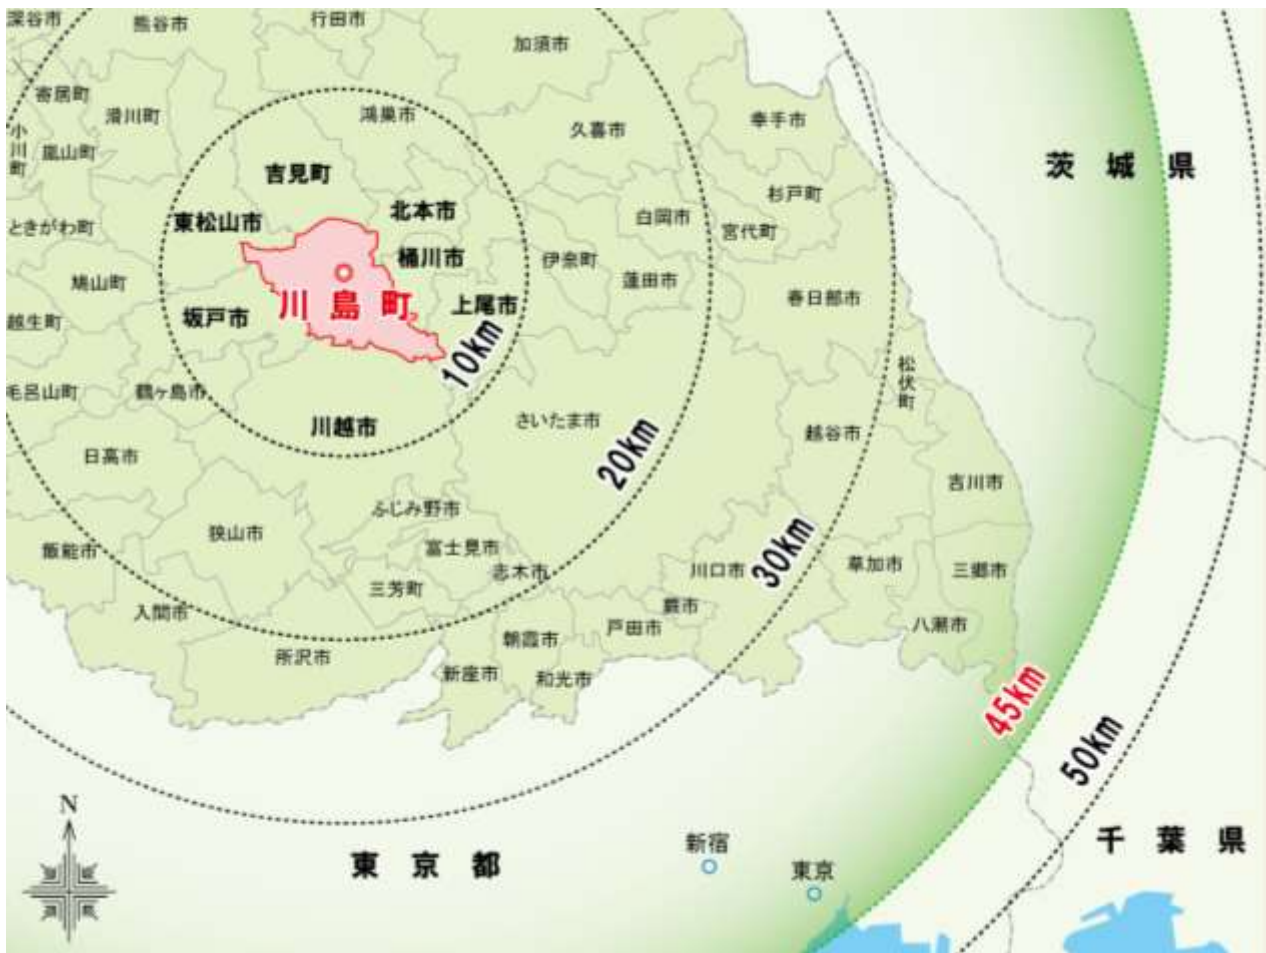 深谷市
熊谷市
行田市
加須市
寄居町
滑川町
鴻巣市
久喜市
幸手市
小川町
嵐山町
吉見町
茨城県
杉戸町
東松山市
北本市
白岡市
宮代町
ときがわ町
桶川市
伊奈町
蓮田市
鳩山町
春日部市
川島町
坂戸市
上尾市
越生町
10km
松伏町
毛呂山町
鶴ヶ島市
川越市
さいたま市
越谷市
日高市
20km
吉川市
ふじみ野市
狭山市
富士見市
30km
飯能市
志木市
川口市
草加市
三郷市
三芳町
入間市
蕨市
戸田市
八潮市
朝霞市
所沢市
新座市
和光市
45km
50km
N
新宿
千葉県
東京都
東京